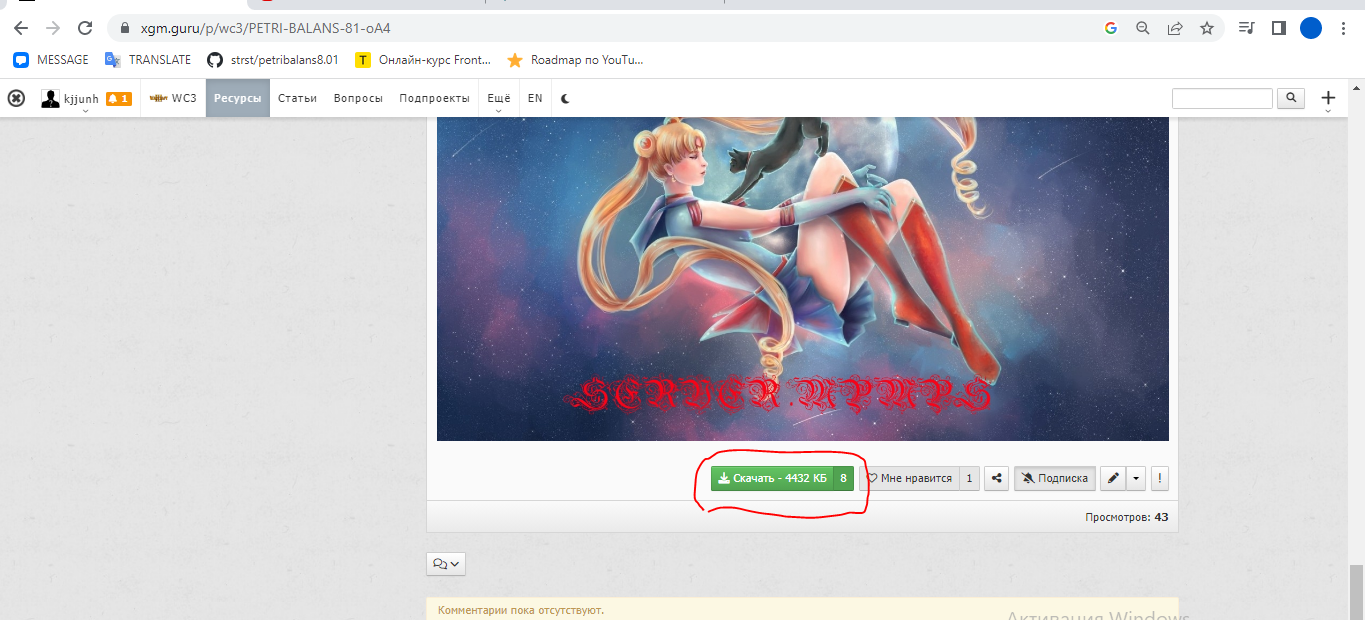 xgm.guru/p/wc3/PETRI-BALANS-81-oA4
MESSAGE TRANSLATE strst/petribalans8.01 Онлайн-курс Front... Roadmap по YouTu...
kjjunh 1 WC3 Ресурсы Статьи Вопросы Подпроекты Ещё EN
SERVER.MPMPS
Скачать - 4432 КБ 8 Мне нравится 1 Подписка !
Просмотров: 43
Комментарии пока отсутствуют.
Активация Windows